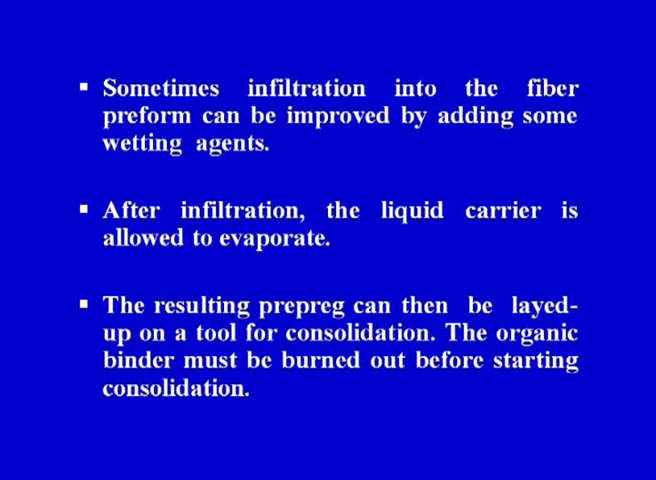 ▪ Sometimes infiltration into the fiber
preform can be improved by adding some
wetting agents.
▪ After infiltration, the liquid carrier is
allowed to evaporate.
▪ The resulting prepreg can then be layed-
up on a tool for consolidation. The organic
binder must be burned out before starting
consolidation.